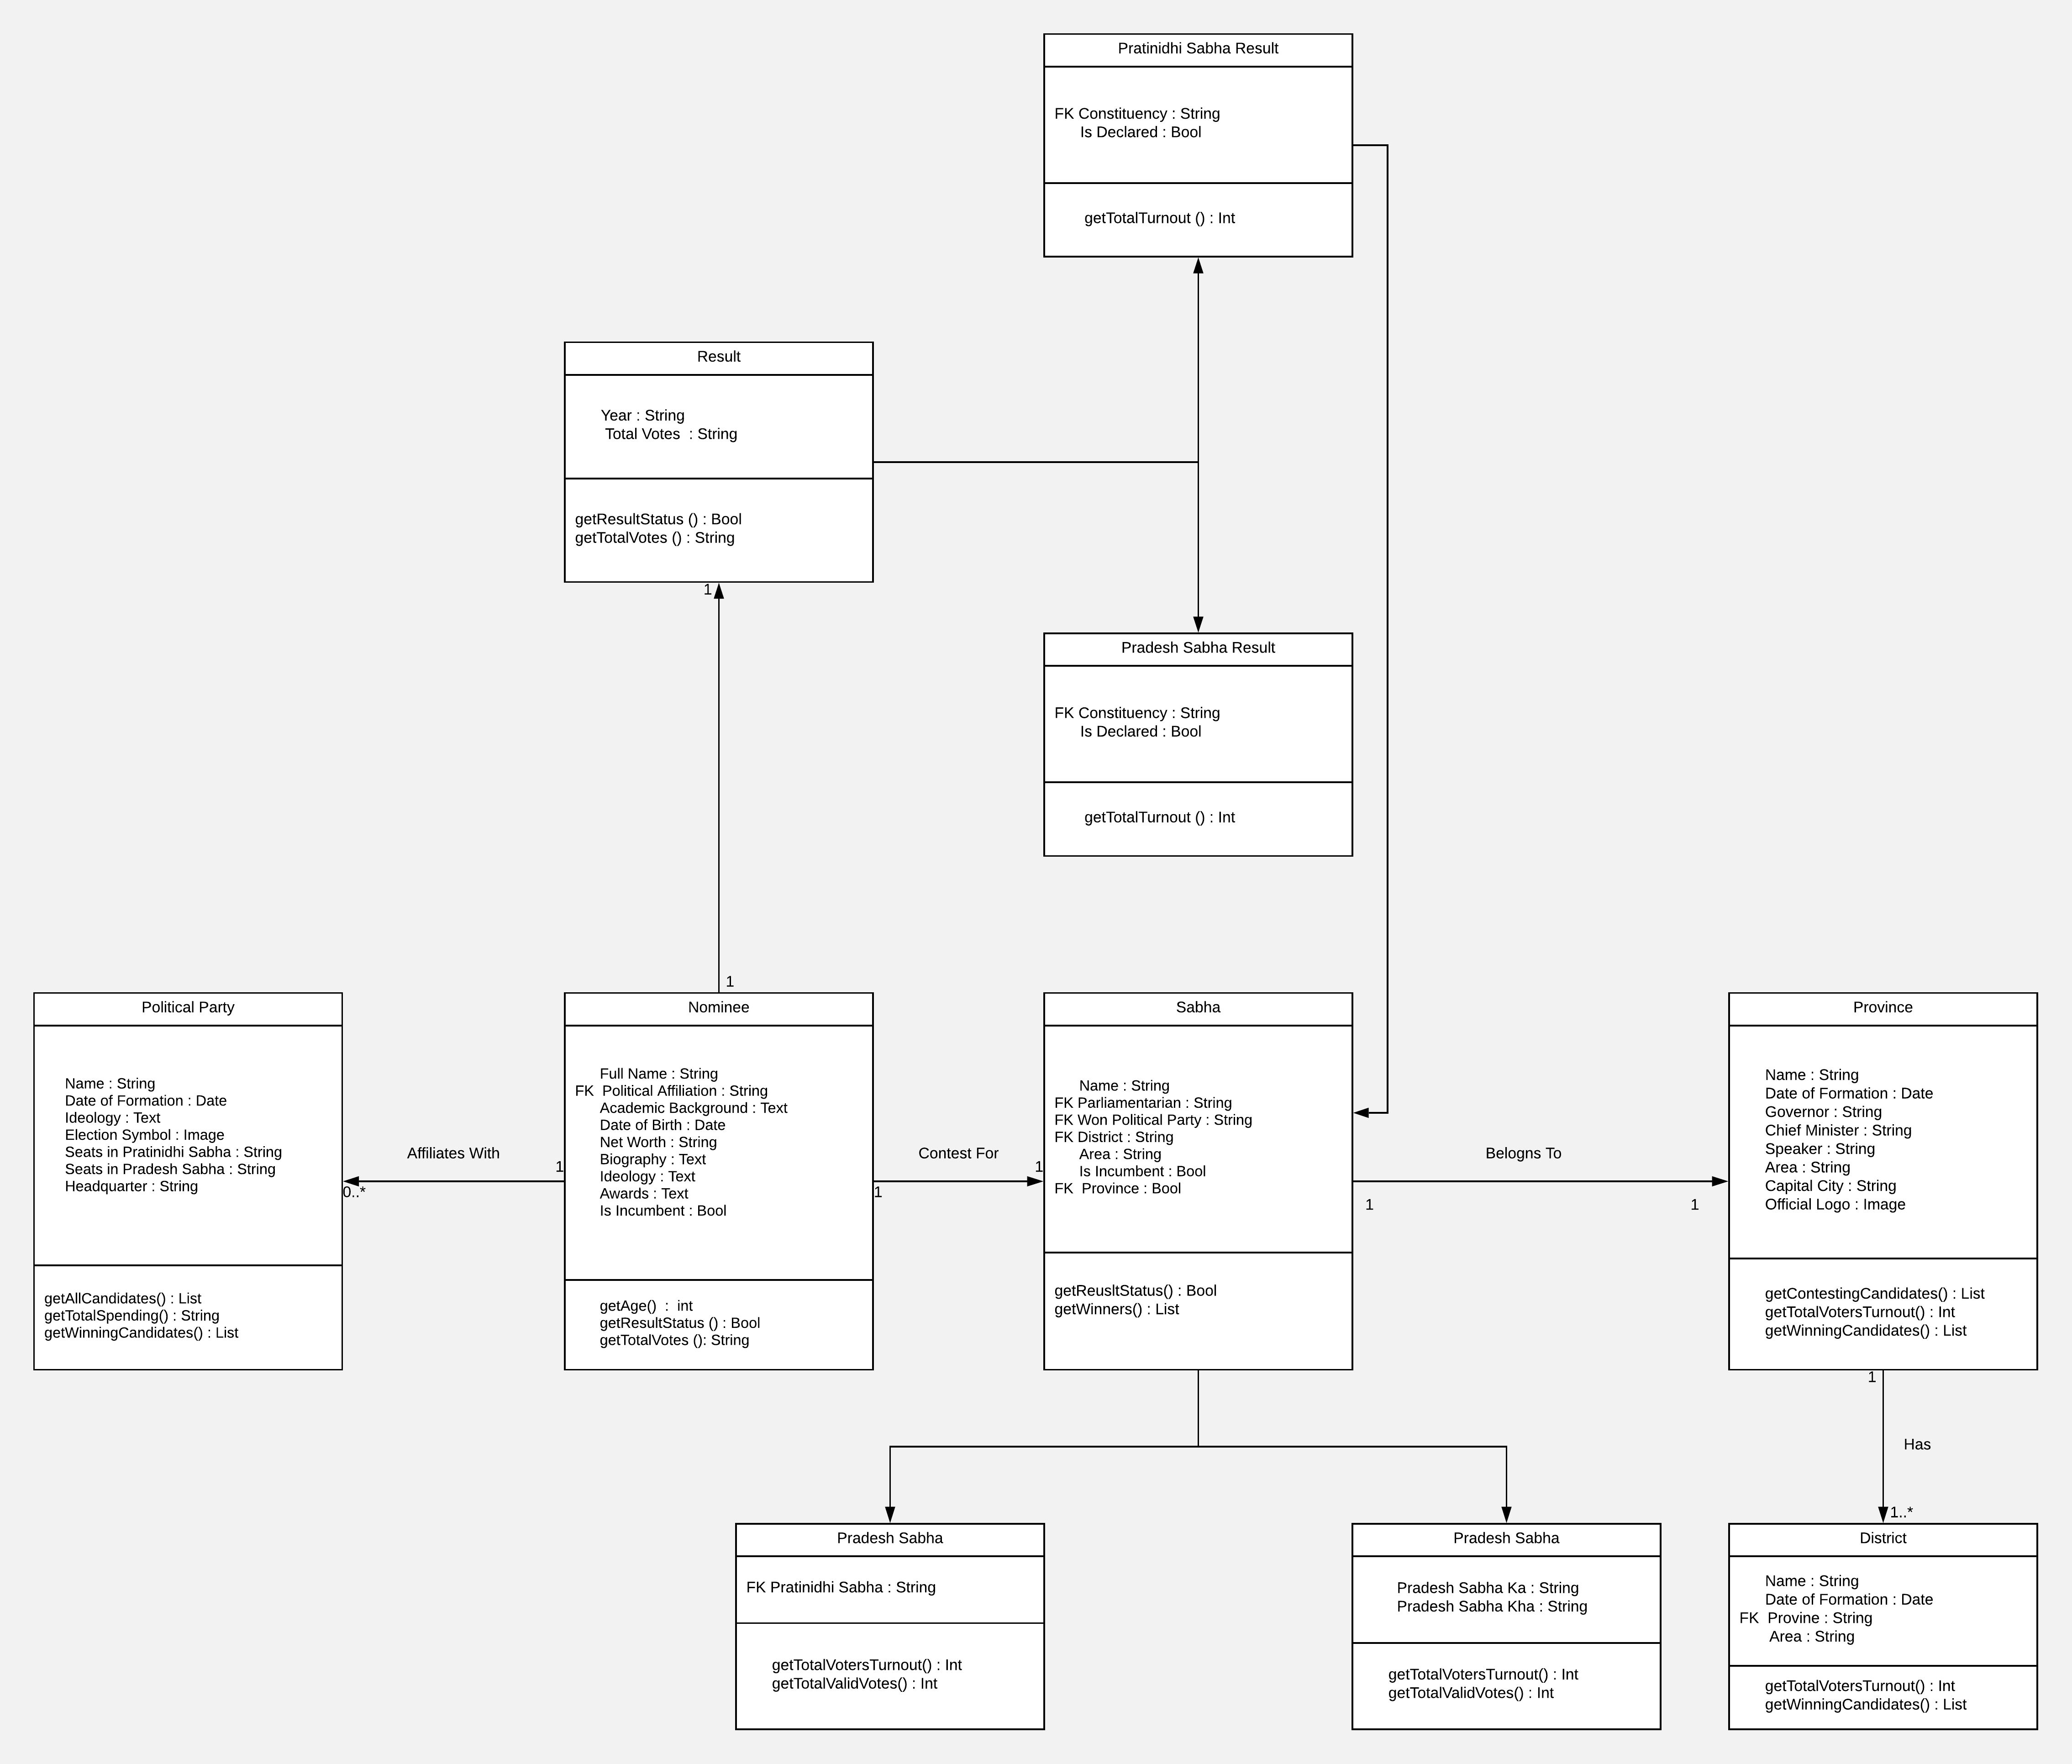 Pratinidhi Sabha Result
FK Constituency : String
Is Declared : Bool
getTotalTurnout () : Int
Result
Year : String
Total Votes : String
getResultStatus () : Bool
getTotalVotes () : String
1
1
Pradesh Sabha Result
FK Constituency : String
Is Declared : Bool
getTotalTurnout () : Int
Political Party
Name : String
Date of Formation : Date
Ideology : Text
Election Symbol : Image
Seats in Pratinidhi Sabha : String
Seats in Pradesh Sabha : String
Headquarter : String
getAllCandidates() : List
getTotalSpending() : String
getWinningCandidates() : List
Affiliates With
0..*
1
Nominee
Full Name : String
FK Political Affiliation : String
Academic Background : Text
Date of Birth : Date
Net Worth : String
Biography : Text
Ideology : Text
Awards : Text
Is Incumbent : Bool
getAge() : int
getResultStatus () : Bool
getTotalVotes (): String
Contest For
1
1
Sabha
Name : String
FK Parliamentarian : String
FK Won Political Party : String
FK District : String
Area : String
Is Incumbent : Bool
FK Province : Bool
getReusltStatus() : Bool
getWinners() : List
Belogns To
1
1
Province
Name : String
Date of Formation : Date
Governor : String
Chief Minister : String
Speaker : String
Area : String
Capital City : String
Official Logo : Image
getContestingCandidates() : List
getTotalVotersTurnout() : Int
getWinningCandidates() : List
1
Has
1..*
Pradesh Sabha
FK Pratinidhi Sabha : String
getTotalVotersTurnout() : Int
getTotalValidVotes() : Int
Pradesh Sabha
Pradesh Sabha Ka : String
Pradesh Sabha Kha : String
getTotalVotersTurnout() : Int
getTotalValidVotes() : Int
District
Name : String
Date of Formation : Date
FK Provine : String
Area : String
getTotalVotersTurnout() : Int
getWinningCandidates() : List